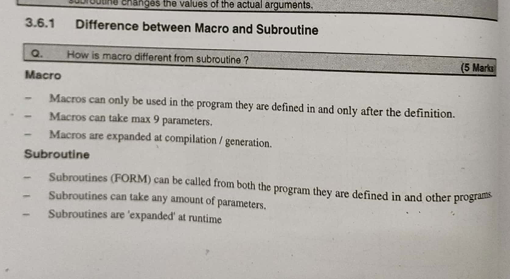 subroutine changes the values of the actual arguments.
3.6.1 Difference between Macro and Subroutine
Q. How is macro different from subroutine ? (5 Marks
Macro
– Macros can only be used in the program they are defined in and only after the definition.
– Macros can take max 9 parameters.
– Macros are expanded at compilation / generation.
Subroutine
– Subroutines (FORM) can be called from both the program they are defined in and other programs.
– Subroutines can take any amount of parameters.
– Subroutines are 'expanded' at runtime